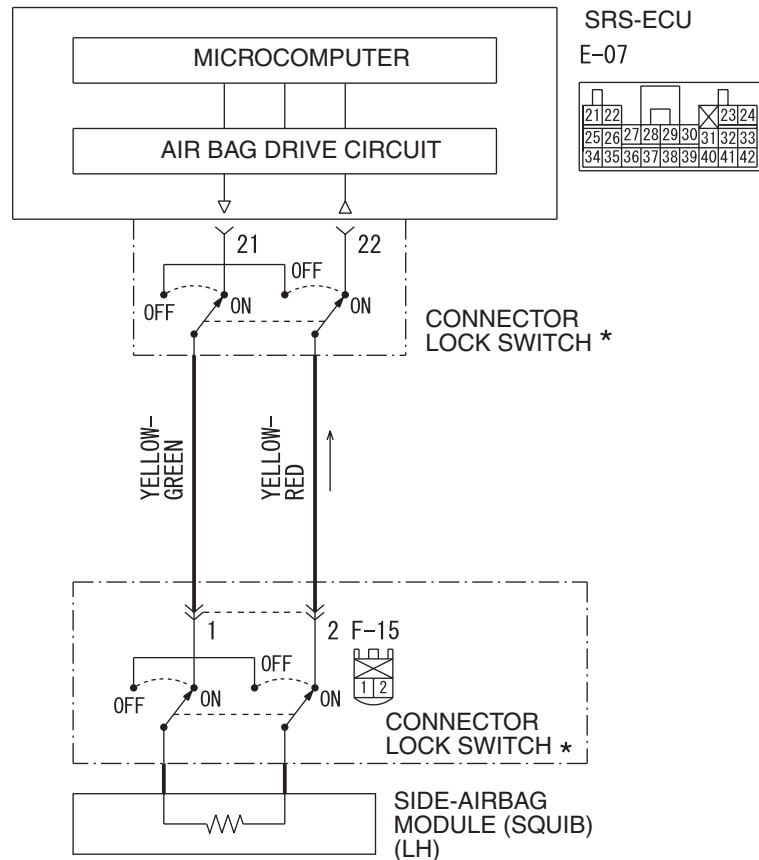 SRS-ECU
E-07
MICROCOMPUTER
AIR BAG DRIVE CIRCUIT
21 22 23 24
25 26 27 28 29 30 31 32 33
34 35 36 37 38 39 40 41 42
21 22
OFF ON OFF ON
CONNECTOR
LOCK SWITCH *
YELLOW-
GREEN
YELLOW-
RED
1 2 F-15
1 2
OFF ON OFF ON
CONNECTOR
LOCK SWITCH *
SIDE-AIRBAG
MODULE (SQUIB)
(LH)